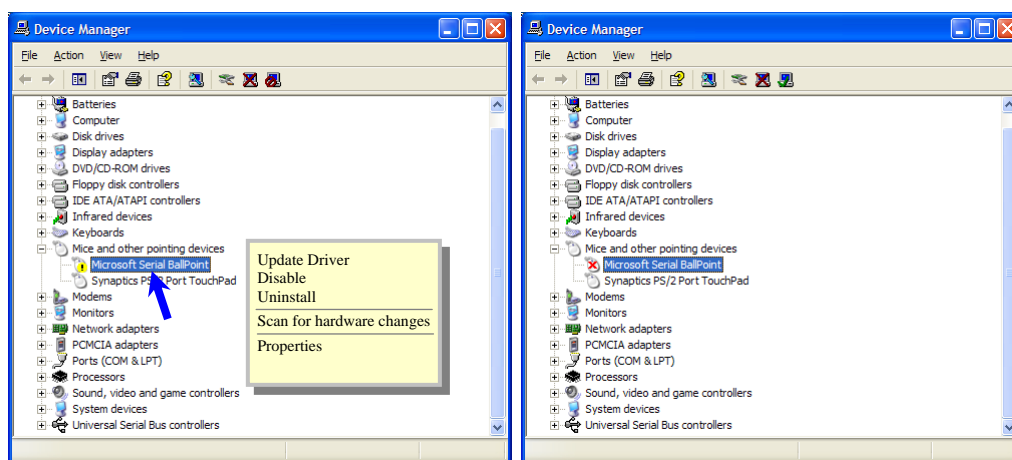 Device Manager
File Action View Help
Batteries
Computer
Disk drives
Display adapters
DVD/CD-ROM drives
Floppy disk controllers
IDE ATA/ATAPI controllers
Infrared devices
Keyboards
Mice and other pointing devices
Microsoft Serial BallPoint
Synaptics PS/2 Port TouchPad
Modems
Monitors
Network adapters
PCMCIA adapters
Ports (COM & LPT)
Processors
Sound, video and game controllers
System devices
Universal Serial Bus controllers
Update Driver
Disable
Uninstall
Scan for hardware changes
Properties
Device Manager
File Action View Help
Batteries
Computer
Disk drives
Display adapters
DVD/CD-ROM drives
Floppy disk controllers
IDE ATA/ATAPI controllers
Infrared devices
Keyboards
Mice and other pointing devices
Microsoft Serial BallPoint
Synaptics PS/2 Port TouchPad
Modems
Monitors
Network adapters
PCMCIA adapters
Ports (COM & LPT)
Processors
Sound, video and game controllers
System devices
Universal Serial Bus controllers